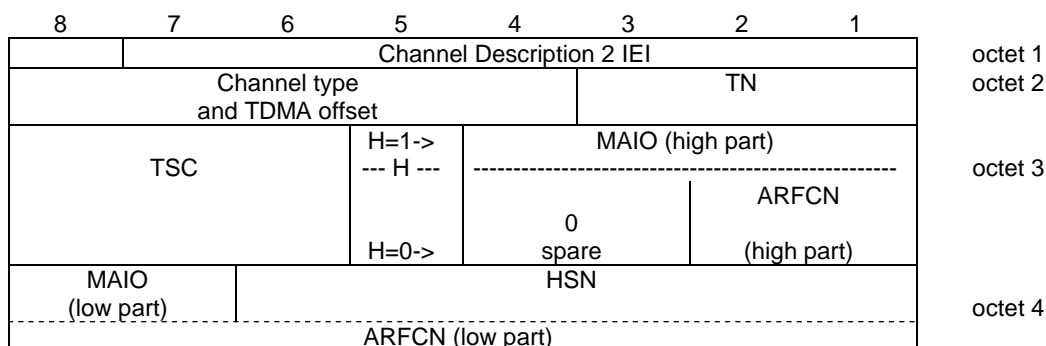 8 7 6 5 4 3 2 1
Channel Description 2 IEI octet 1
Channel type TN octet 2
and TDMA offset
H=1-> MAIO (high part)
TSC --- H --- ------------------------------------------------------ octet 3
ARFCN
0
H=0-> spare (high part)
MAIO HSN
(low part) octet 4
ARFCN (low part)